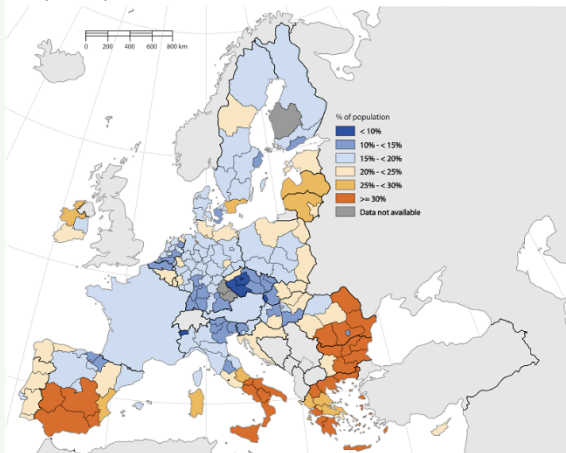 0 200 400 600 800 km
% of population
< 10%
10% - < 15%
15% - < 20%
20% - < 25%
25% - < 30%
>= 30%
Data not available